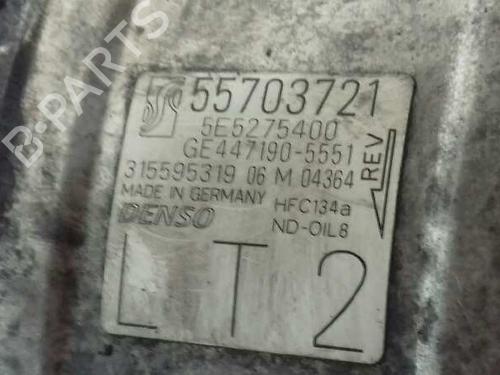 B-PARTS
55703721
5E5275400
GE447190-5551
315595319 06 M 04364
MADE IN GERMANY HFC134a
DENSO ND-OIL8
REV
LT2